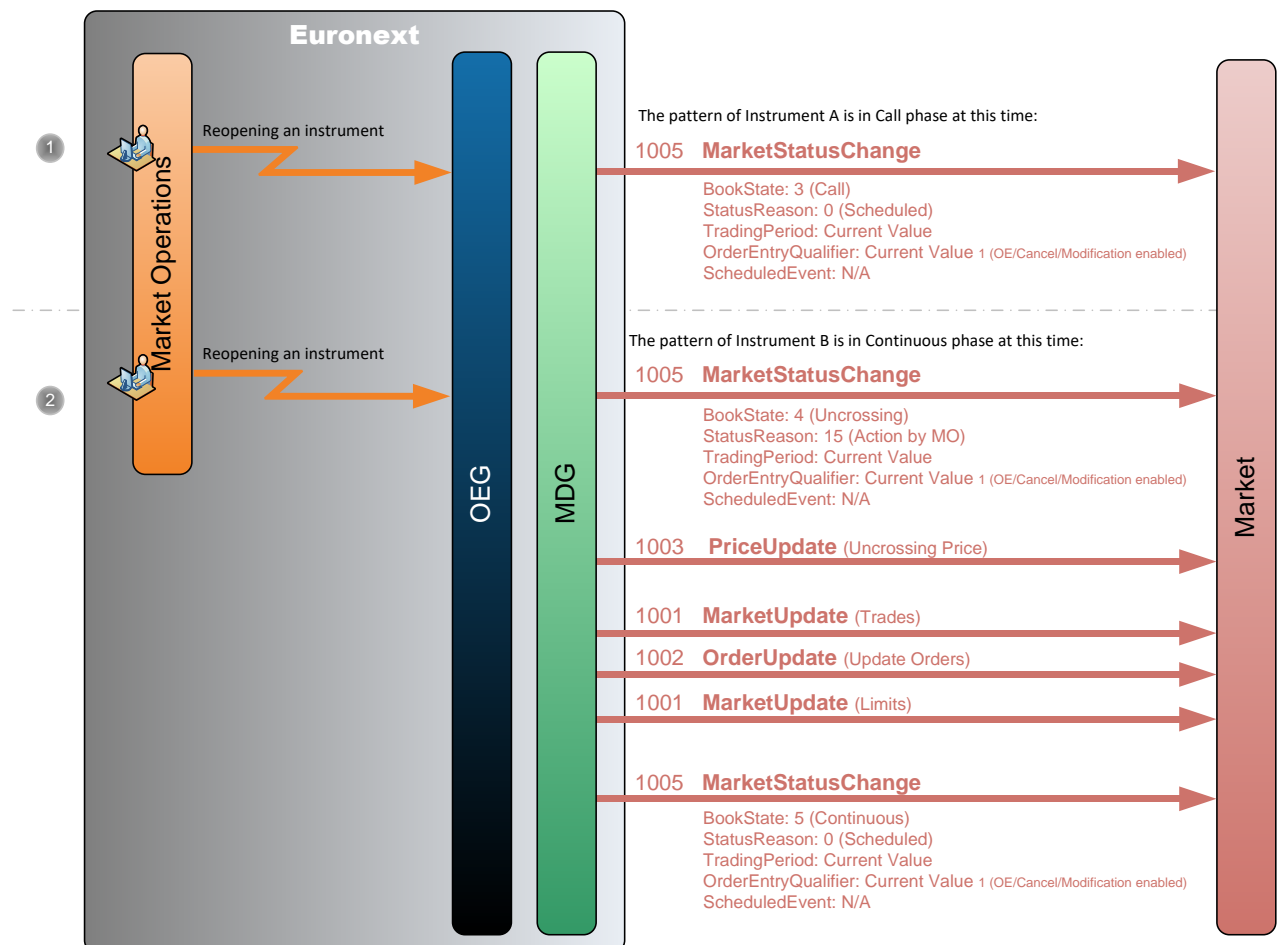 Euronext
Market Operations
OEG
MDG
Market
1
Reopening an instrument
The pattern of Instrument A is in Call phase at this time:
1005 MarketStatusChange
BookState: 3 (Call)
StatusReason: 0 (Scheduled)
TradingPeriod: Current Value
OrderEntryQualifier: Current Value 1 (OE/Cancel/Modification enabled)
ScheduledEvent: N/A
2
Reopening an instrument
The pattern of Instrument B is in Continuous phase at this time:
1005 MarketStatusChange
BookState: 4 (Uncrossing)
StatusReason: 15 (Action by MO)
TradingPeriod: Current Value
OrderEntryQualifier: Current Value 1 (OE/Cancel/Modification enabled)
ScheduledEvent: N/A
1003 PriceUpdate (Uncrossing Price)
1001 MarketUpdate (Trades)
1002 OrderUpdate (Update Orders)
1001 MarketUpdate (Limits)
1005 MarketStatusChange
BookState: 5 (Continuous)
StatusReason: 0 (Scheduled)
TradingPeriod: Current Value
OrderEntryQualifier: Current Value 1 (OE/Cancel/Modification enabled)
ScheduledEvent: N/A